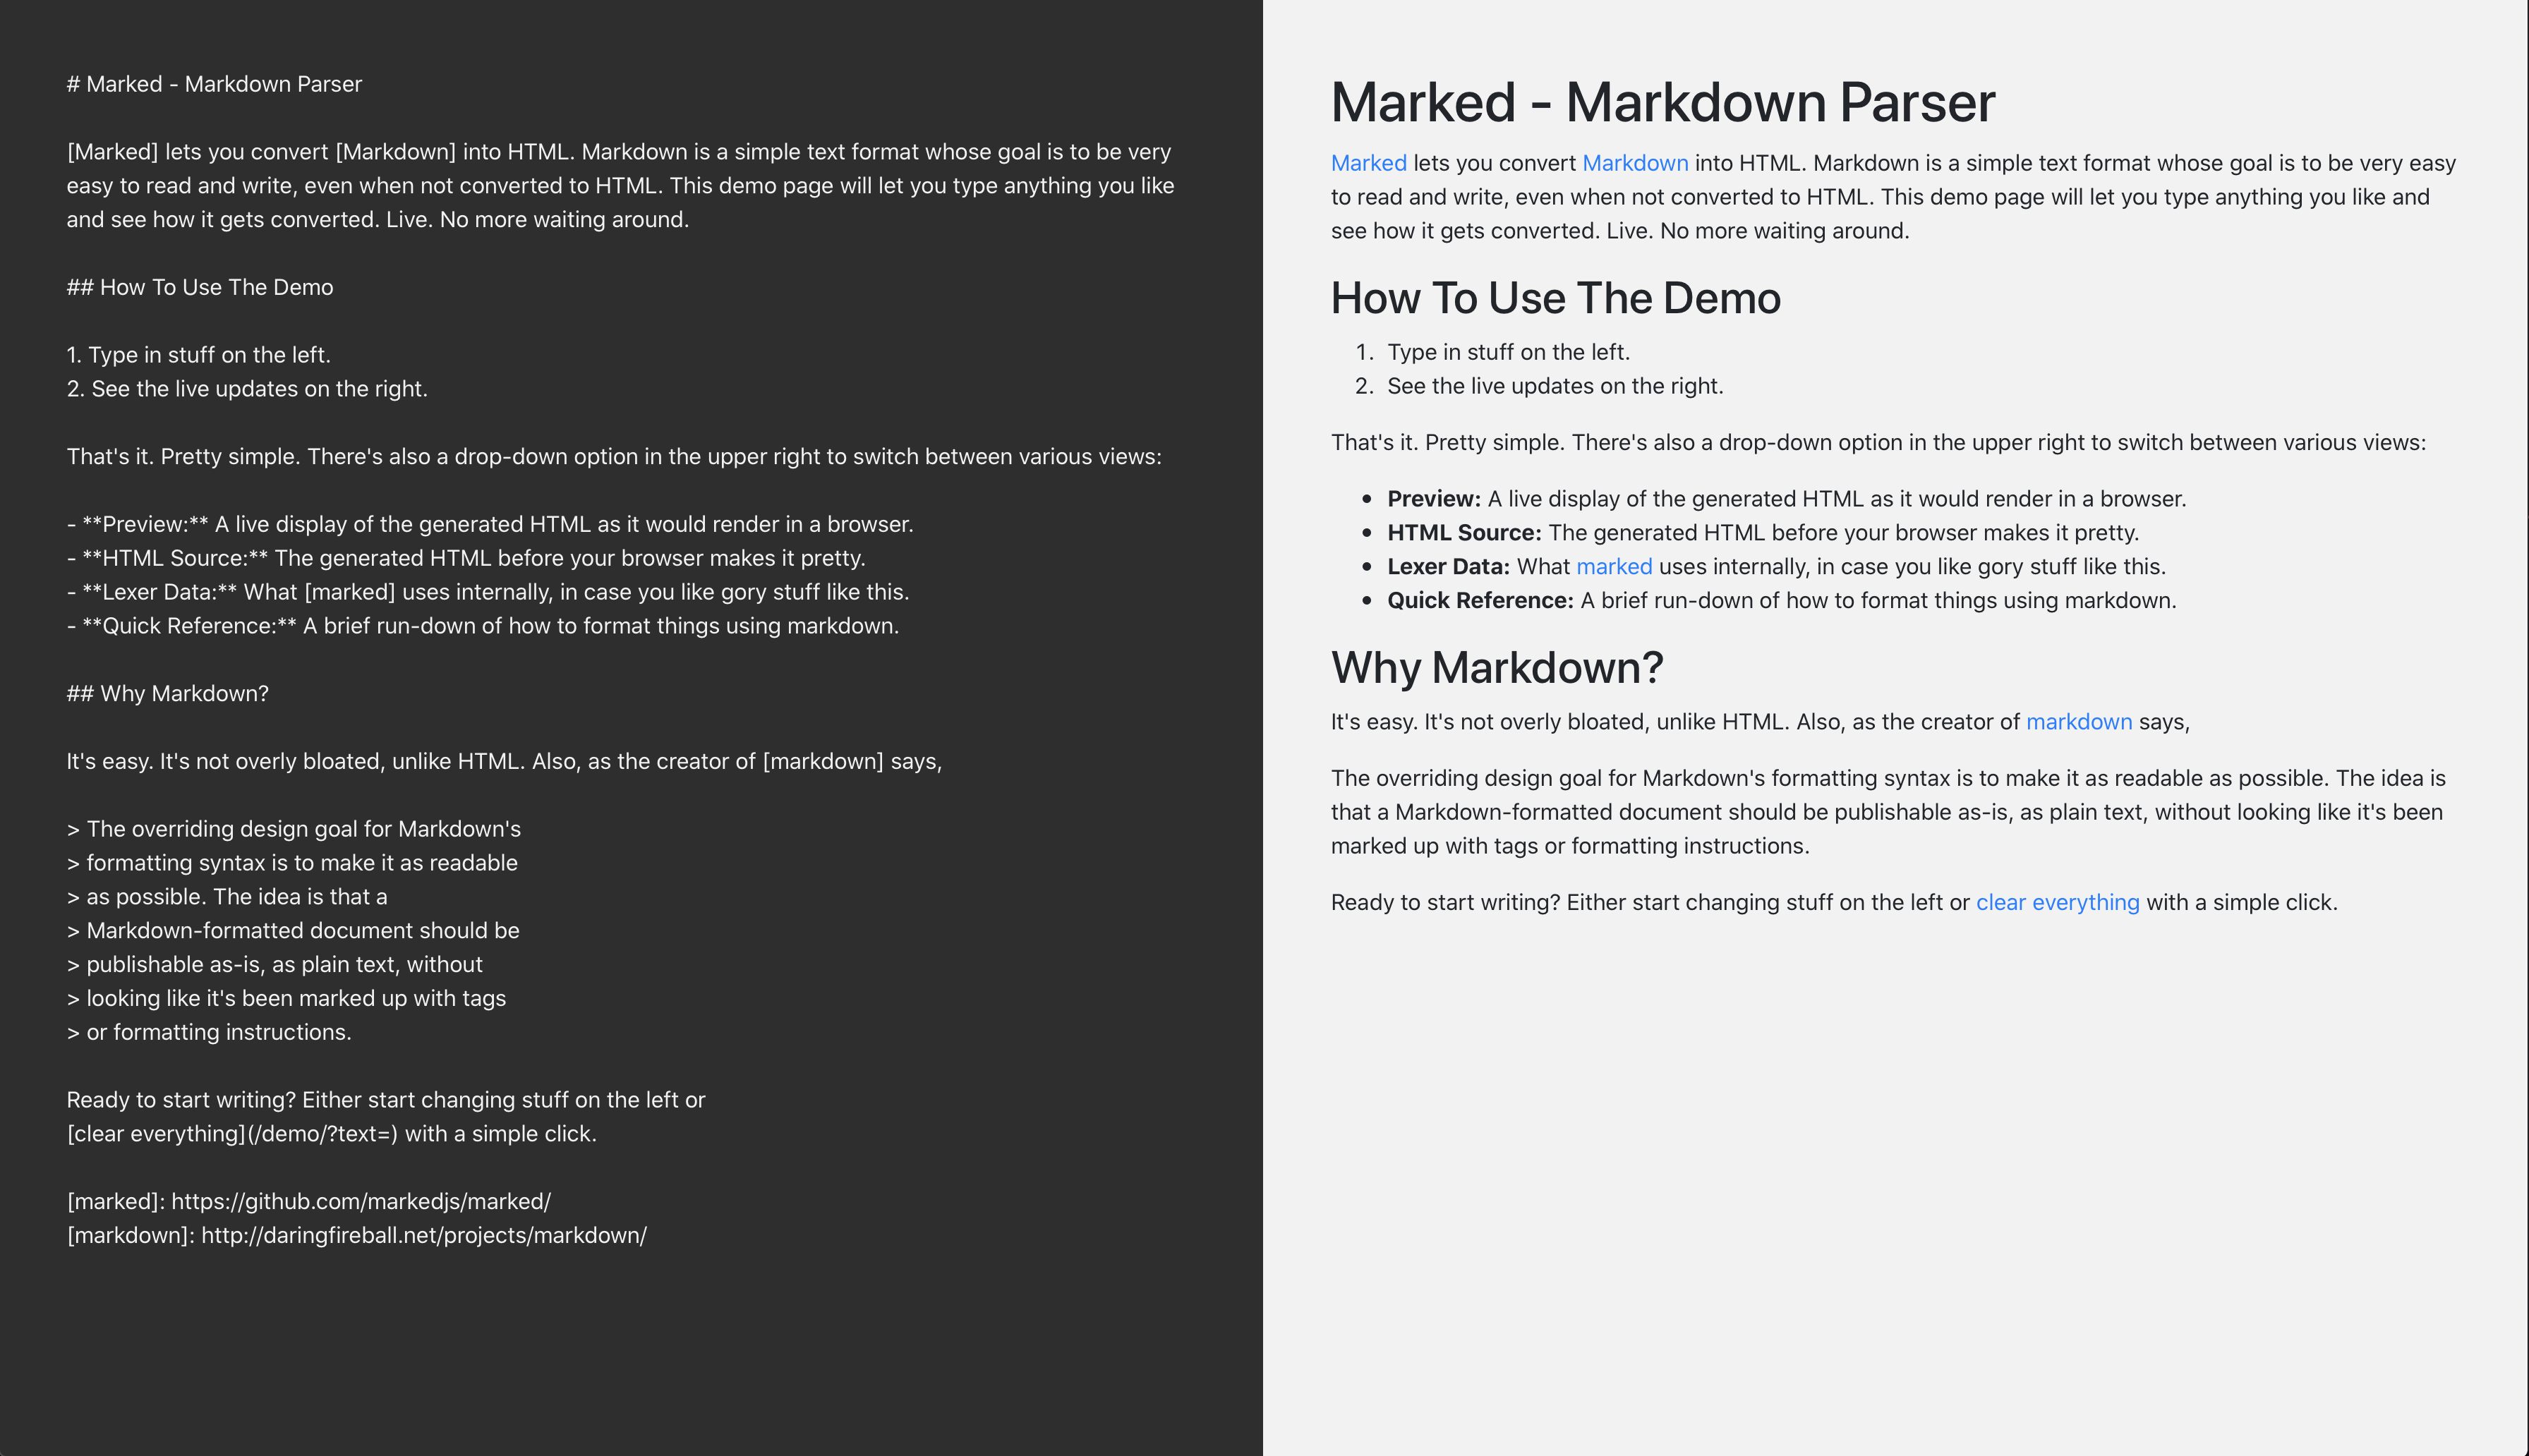 # Marked - Markdown Parser
[Marked] lets you convert [Markdown] into HTML. Markdown is a simple text format whose goal is to be very
easy to read and write, even when not converted to HTML. This demo page will let you type anything you like
and see how it gets converted. Live. No more waiting around.
## How To Use The Demo
1. Type in stuff on the left.
2. See the live updates on the right.
That's it. Pretty simple. There's also a drop-down option in the upper right to switch between various views:
- **Preview:** A live display of the generated HTML as it would render in a browser.
- **HTML Source:** The generated HTML before your browser makes it pretty.
- **Lexer Data:** What [marked] uses internally, in case you like gory stuff like this.
- **Quick Reference:** A brief run-down of how to format things using markdown.
## Why Markdown?
It's easy. It's not overly bloated, unlike HTML. Also, as the creator of [markdown] says,
> The overriding design goal for Markdown's
> formatting syntax is to make it as readable
> as possible. The idea is that a
> Markdown-formatted document should be
> publishable as-is, as plain text, without
> looking like it's been marked up with tags
> or formatting instructions.
Ready to start writing? Either start changing stuff on the left or
[clear everything](/demo/?text=) with a simple click.
[marked]: https://github.com/markedjs/marked/
[markdown]: http://daringfireball.net/projects/markdown/
Marked - Markdown Parser
Marked lets you convert Markdown into HTML. Markdown is a simple text format whose goal is to be very easy
to read and write, even when not converted to HTML. This demo page will let you type anything you like and
see how it gets converted. Live. No more waiting around.
How To Use The Demo
1. Type in stuff on the left.
2. See the live updates on the right.
That's it. Pretty simple. There's also a drop-down option in the upper right to switch between various views:
• Preview: A live display of the generated HTML as it would render in a browser.
• HTML Source: The generated HTML before your browser makes it pretty.
• Lexer Data: What marked uses internally, in case you like gory stuff like this.
• Quick Reference: A brief run-down of how to format things using markdown.
Why Markdown?
It's easy. It's not overly bloated, unlike HTML. Also, as the creator of markdown says,
The overriding design goal for Markdown's formatting syntax is to make it as readable as possible. The idea is
that a Markdown-formatted document should be publishable as-is, as plain text, without looking like it's been
marked up with tags or formatting instructions.
Ready to start writing? Either start changing stuff on the left or clear everything with a simple click.